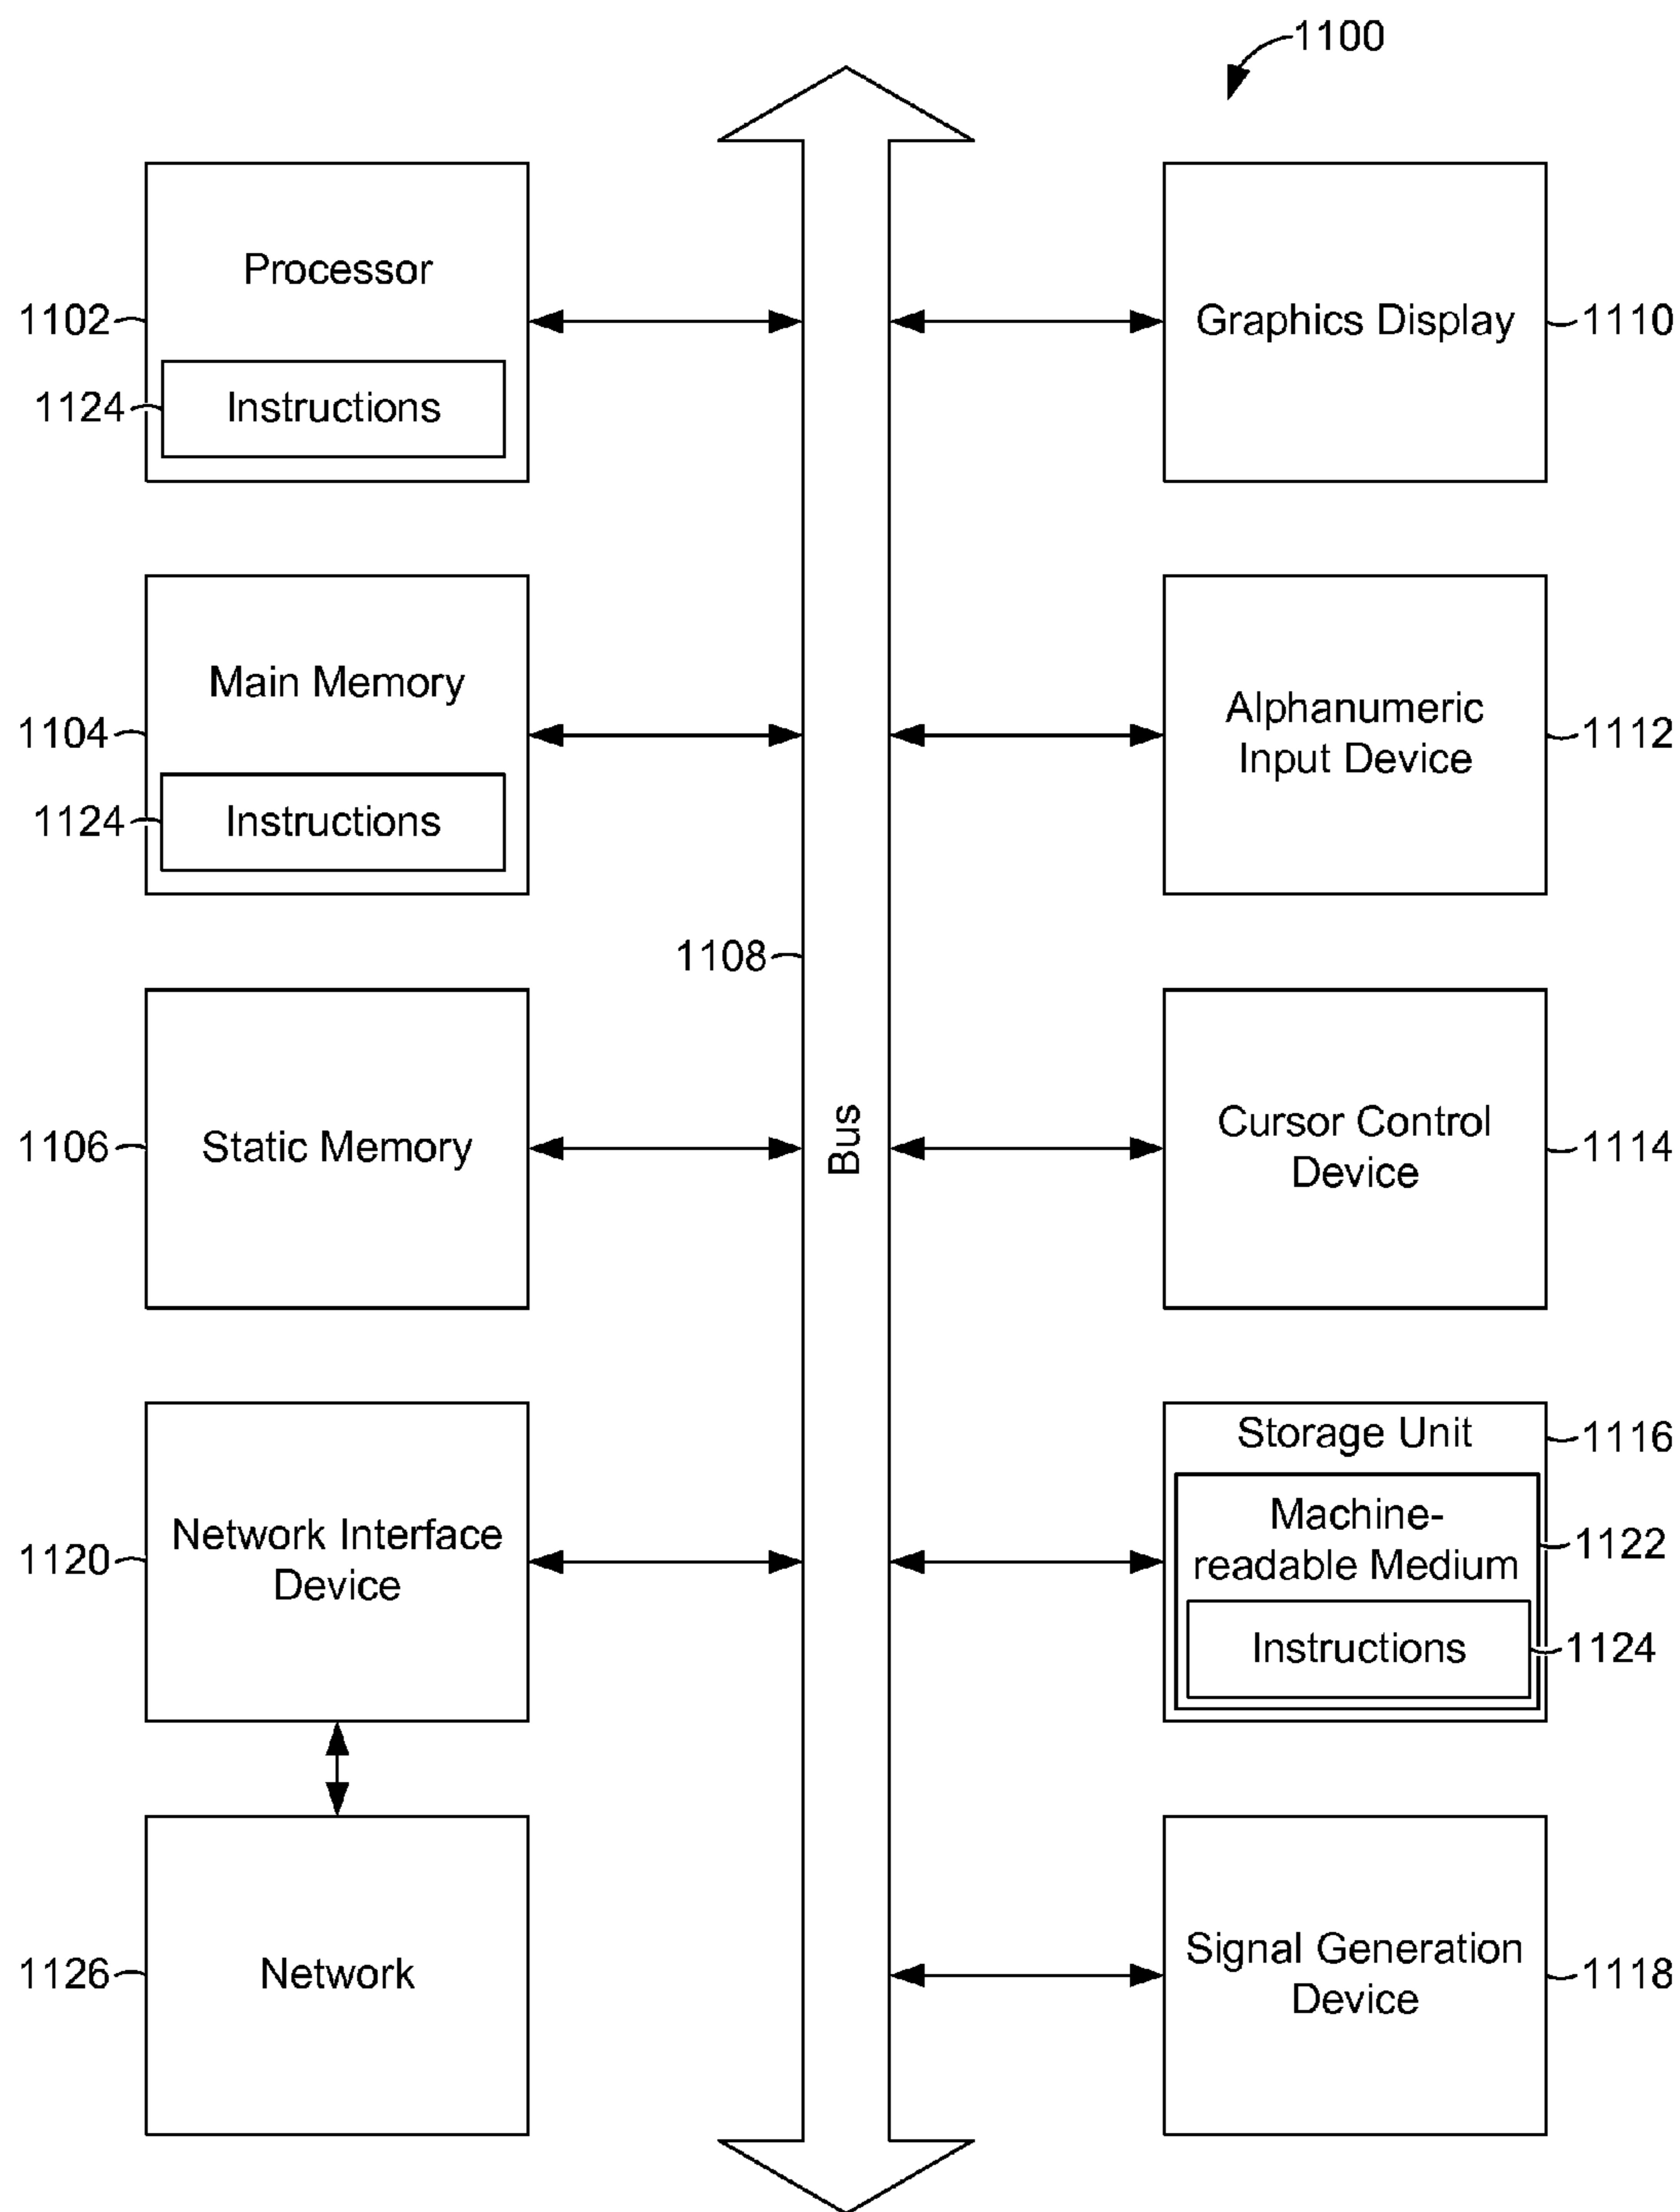 1100
Processor
1102
1124
Instructions
Graphics Display
1110
Main Memory
1104
1124
Instructions
Alphanumeric
Input Device
1112
1108
Bus
Static Memory
1106
Cursor Control
Device
1114
Network Interface
Device
1120
Storage Unit
1116
Machine-
readable Medium
1122
Instructions
1124
Network
1126
Signal Generation
Device
1118